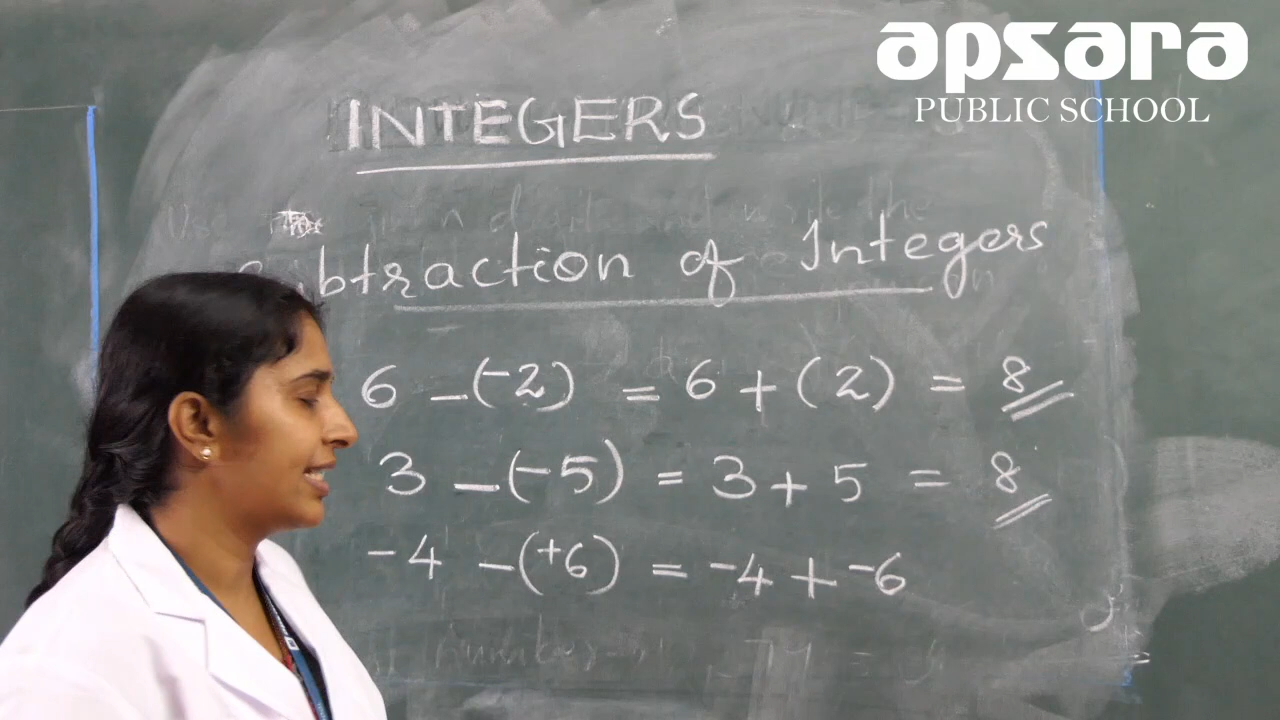 apsara
PUBLIC SCHOOL
INTEGERS
Subtraction of Integers
6 -(-2) = 6 + (2) = 8
3 -(-5) = 3 + 5 = 8
-4 -(+6) = -4 + -6